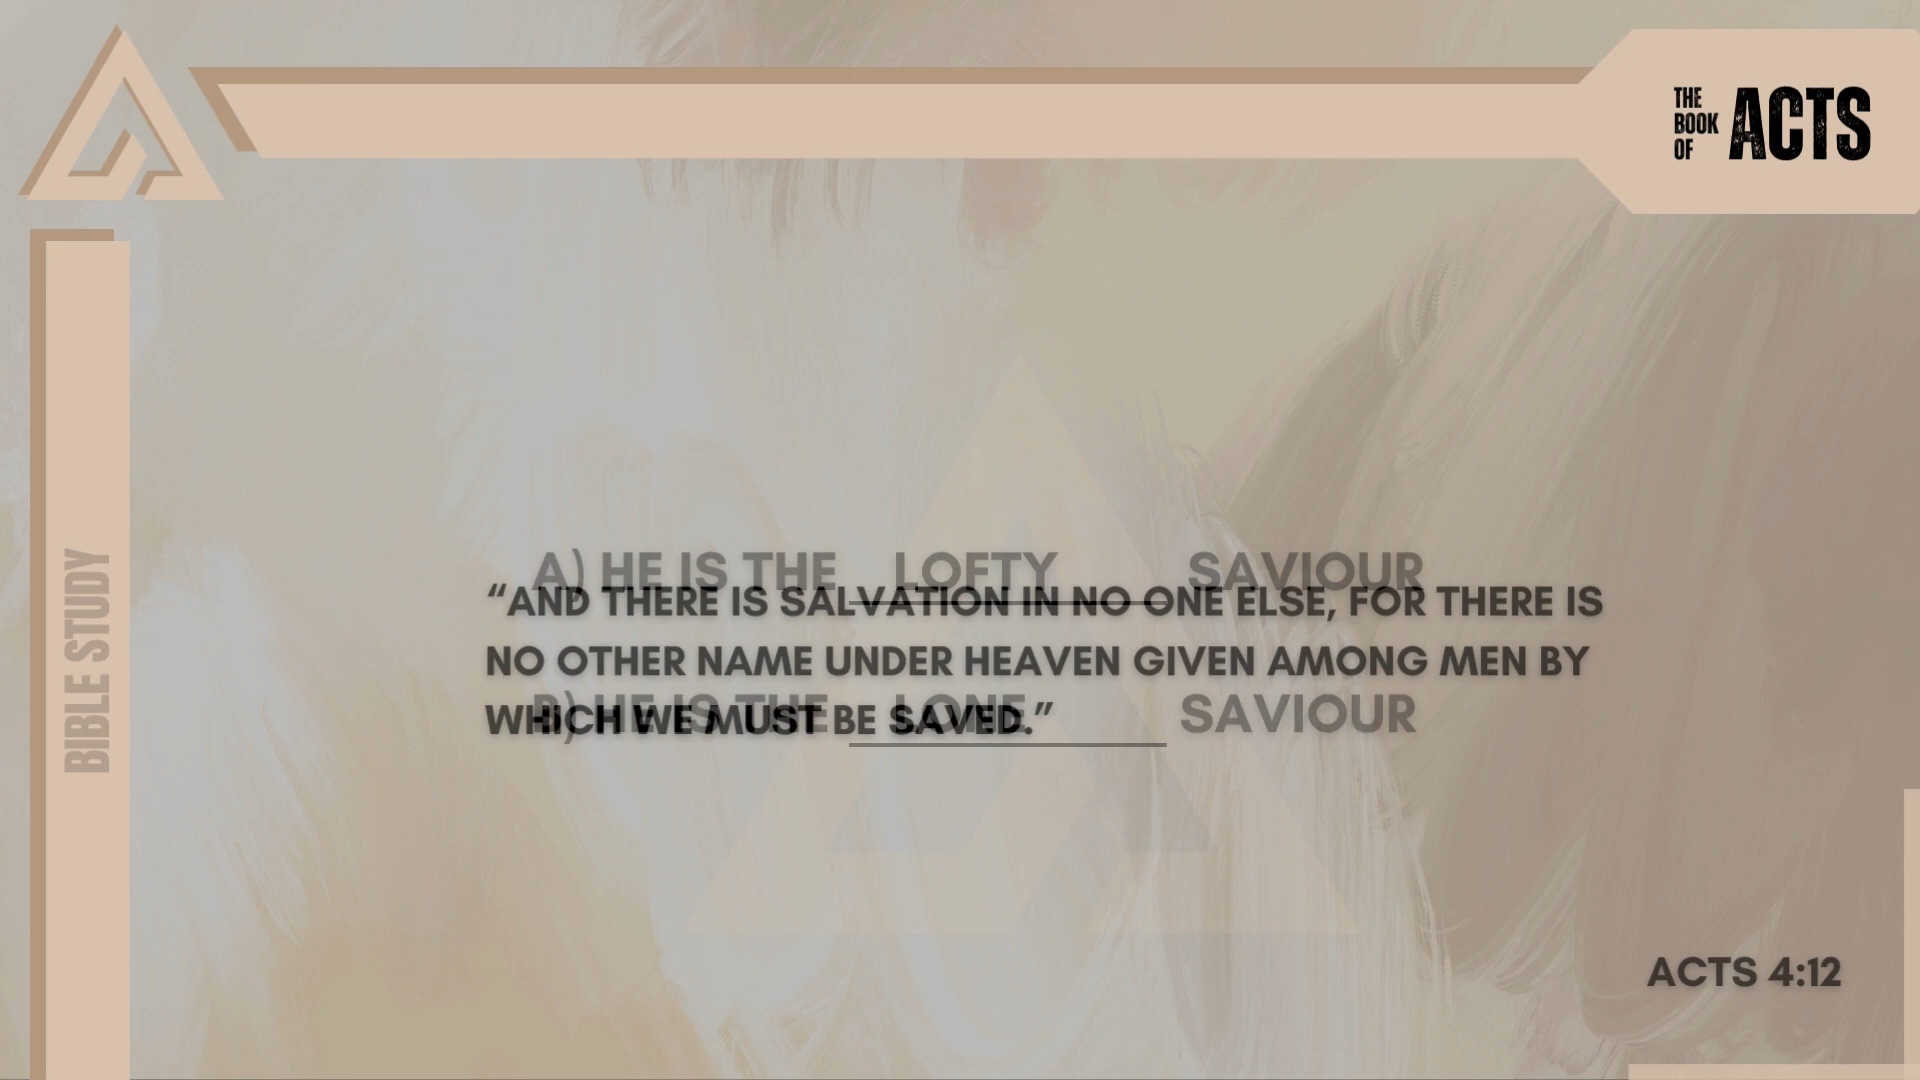 THE
BOOK
OF
ACTS
BIBLE STUDY
A) HE IS THE LOFTY SAVIOUR
“AND THERE IS SALVATION IN NO ONE ELSE, FOR THERE IS
NO OTHER NAME UNDER HEAVEN GIVEN AMONG MEN BY
B) HE IS THE LONE SAVIOUR
WHICH WE MUST BE SAVED.”
ACTS 4:12